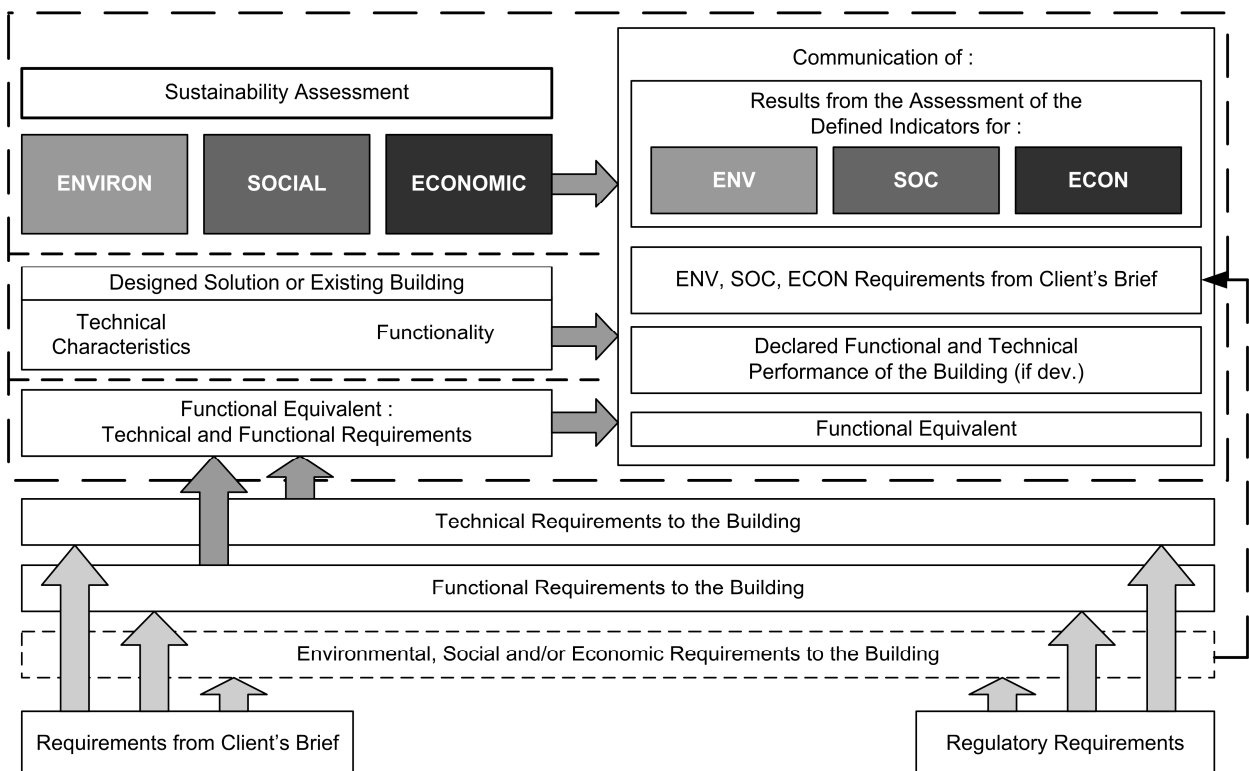 Sustainability Assessment
ENVIRON
SOCIAL
ECONOMIC
Designed Solution or Existing Building
Technical
Characteristics
Functionality
Functional Equivalent :
Technical and Functional Requirements
Communication of :
Results from the Assessment of the
Defined Indicators for :
ENV
SOC
ECON
ENV, SOC, ECON Requirements from Client's Brief
Declared Functional and Technical
Performance of the Building (if dev.)
Functional Equivalent
Technical Requirements to the Building
Functional Requirements to the Building
Environmental, Social and/or Economic Requirements to the Building
Requirements from Client's Brief
Regulatory Requirements